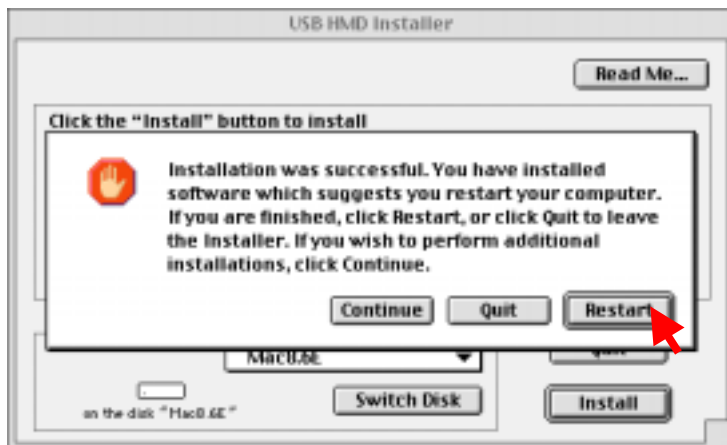 USB HMD Installer
Read Me...
Click the “Install” button to install
Installation was successful. You have installed
software which suggests you restart your computer.
If you are finished, click Restart, or click Quit to leave
the Installer. If you wish to perform additional
installations, click Continue.
Continue Quit Restart
Mac8.6E Quit
on the disk “Mac8.6E” Switch Disk Install